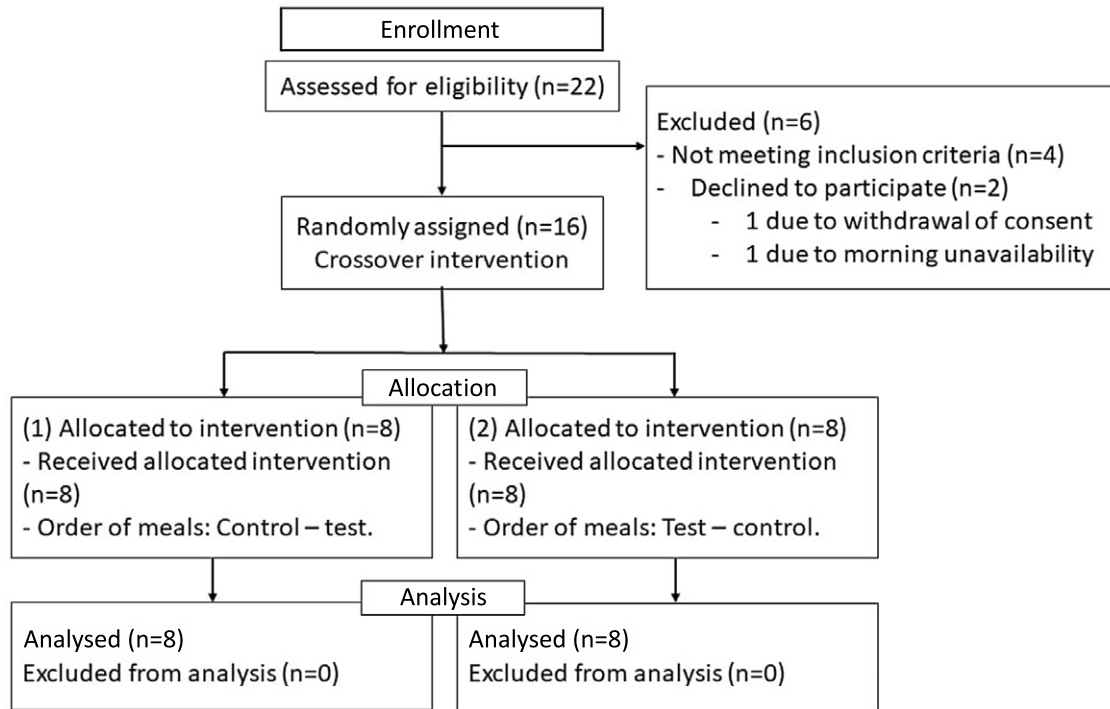 Enrollment
Assessed for eligibility (n=22)
Excluded (n=6)
- Not meeting inclusion criteria (n=4)
- Declined to participate (n=2)
- 1 due to withdrawal of consent
- 1 due to morning unavailability
Randomly assigned (n=16)
Crossover intervention
Allocation
(1) Allocated to intervention (n=8)
- Received allocated intervention
(n=8)
- Order of meals: Control – test.
(2) Allocated to intervention (n=8)
- Received allocated intervention
(n=8)
- Order of meals: Test – control.
Analysis
Analysed (n=8)
Excluded from analysis (n=0)
Analysed (n=8)
Excluded from analysis (n=0)